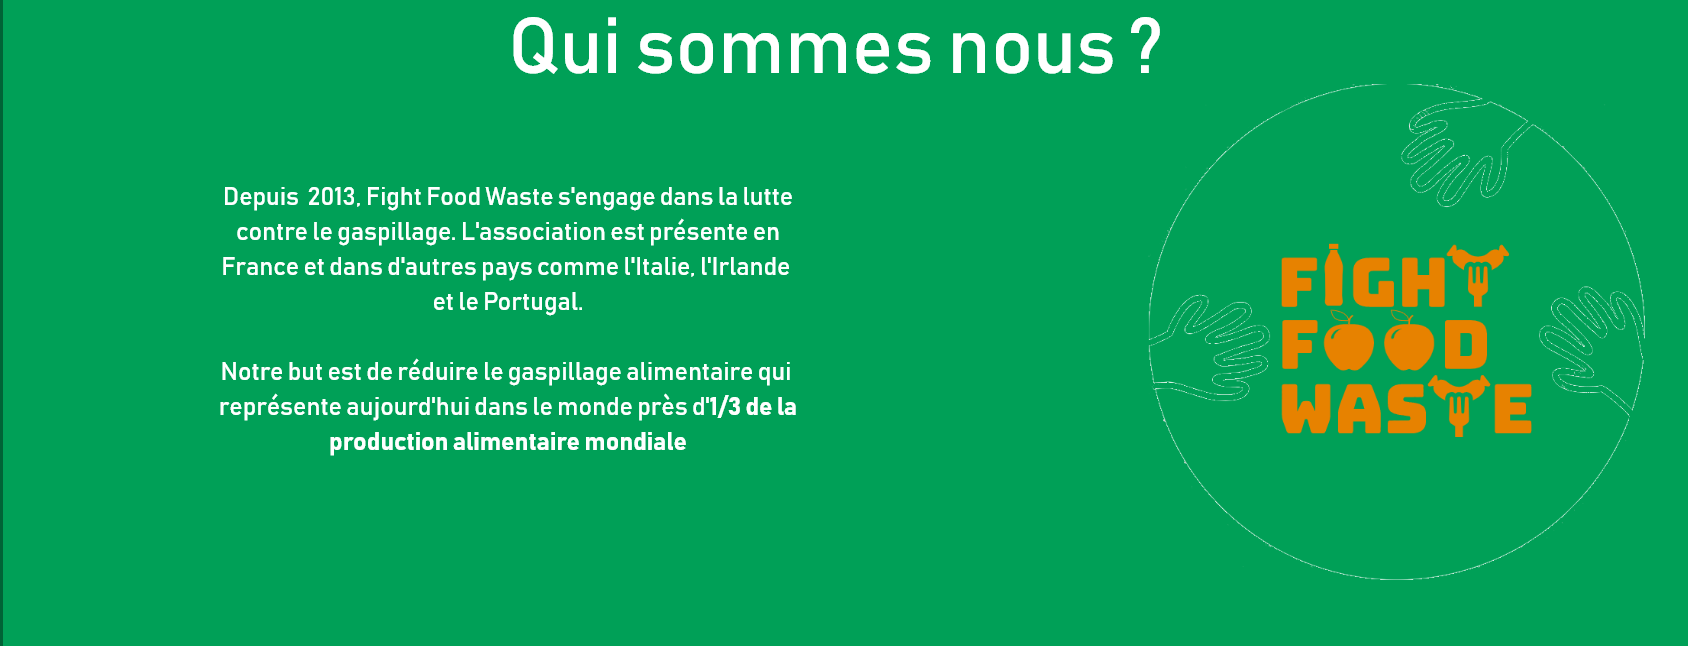 Qui sommes nous ?
Depuis  2013, Fight Food Waste s'engage dans la lutte
contre le gaspillage. L'association est présente en
France et dans d'autres pays comme l'Italie, l'Irlande
et le Portugal.
Notre but est de réduire le gaspillage alimentaire qui
représente aujourd'hui dans le monde près d'1/3 de la
production alimentaire mondiale
FIGHT
FOOD
WASTE